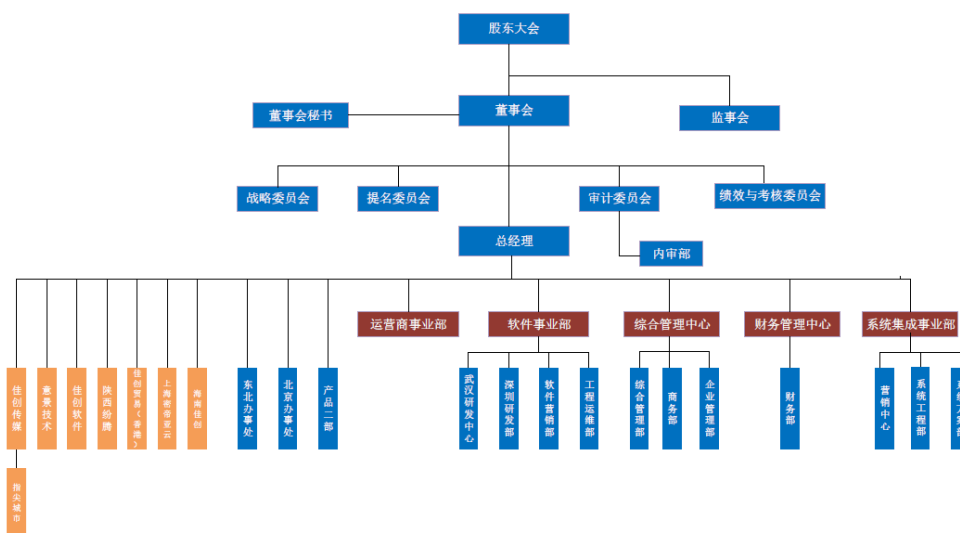 股东大会
董事会秘书
董事会
监事会
战略委员会
提名委员会
审计委员会
绩效与考核委员会
总经理
内审部
运营商事业部
软件事业部
综合管理中心
财务管理中心
系统集成事业部
佳创传媒
意景技术
佳创软件
陕西纷腾
佳创贸易（香港）
海南佳创
东北办事处
北京办事处
产品二部
武汉研发中心
深圳研发部
软件营销部
工程运维部
综合管理部
商务部
企业管理部
财务部
营销中心
系统工程部
指尖城市